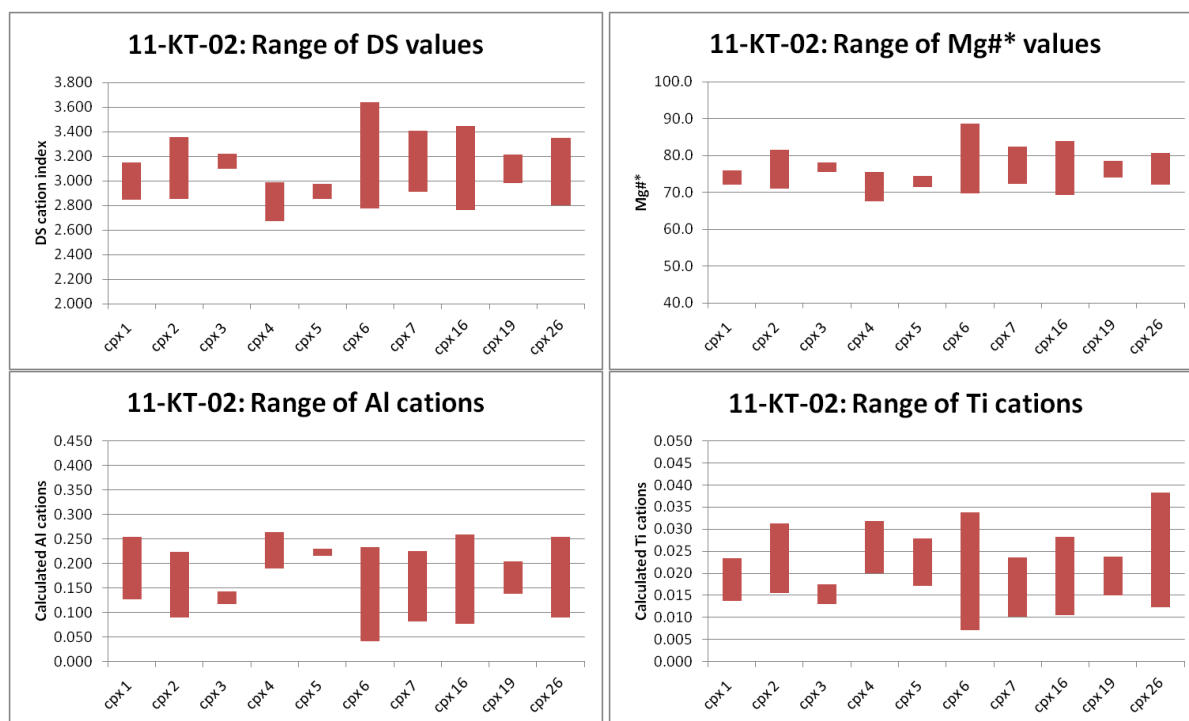 11-KT-02: Range of DS values
DS cation index
3.800
3.600
3.400
3.200
3.000
2.800
2.600
2.400
2.200
2.000
cpx 1
cpx 2
cpx 3
cpx 4
cpx 5
cpx 6
cpx 7
cpx 16
cpx 19
cpx 26
11-KT-02: Range of Mg#* values
Mg#*
100.0
90.0
80.0
70.0
60.0
50.0
40.0
cpx 1
cpx 2
cpx 3
cpx 4
cpx 5
cpx 6
cpx 7
cpx 16
cpx 19
cpx 26
11-KT-02: Range of Al cations
Calculated Al cations
0.450
0.400
0.350
0.300
0.250
0.200
0.150
0.100
0.050
0.000
cpx 1
cpx 2
cpx 3
cpx 4
cpx 5
cpx 6
cpx 7
cpx 16
cpx 19
cpx 26
11-KT-02: Range of Ti cations
Calculated Ti cations
0.050
0.045
0.040
0.035
0.030
0.025
0.020
0.015
0.010
0.005
0.000
cpx 1
cpx 2
cpx 3
cpx 4
cpx 5
cpx 6
cpx 7
cpx 16
cpx 19
cpx 26